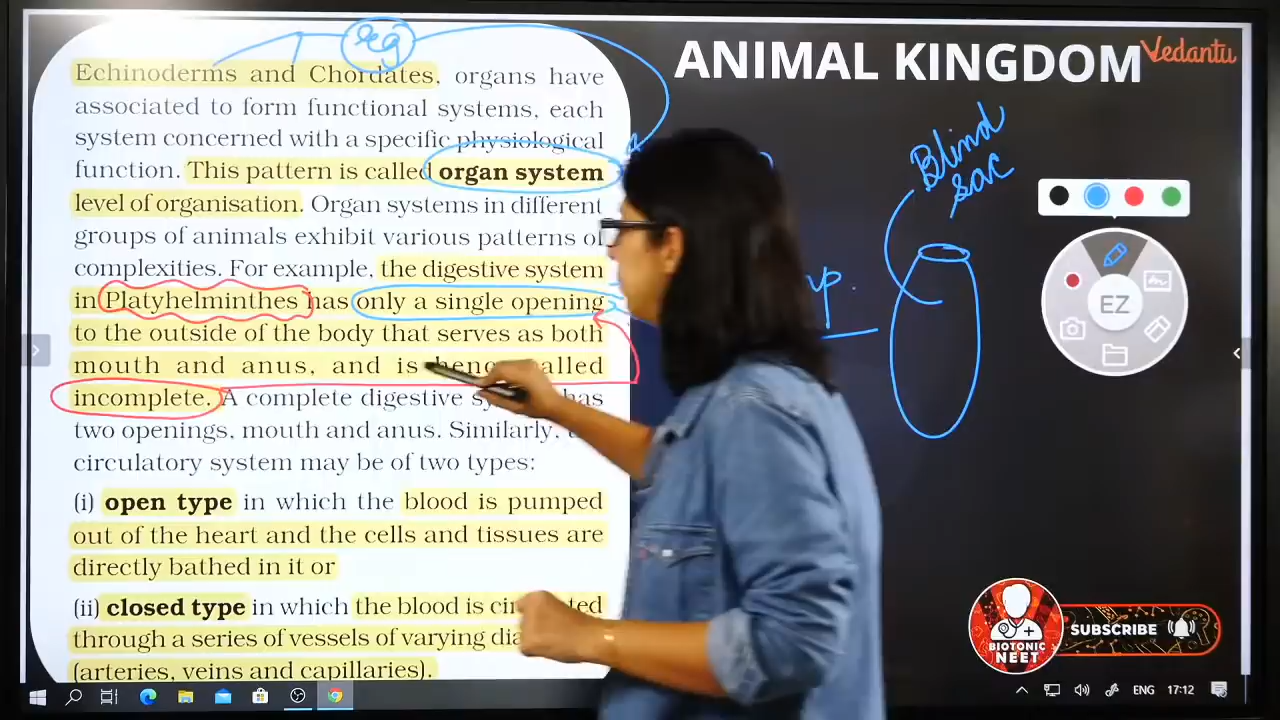 eg
Echinoderms and Chordates, organs have
associated to form functional systems, each
system concerned with a specific physiological
function. This pattern is called organ system
level of organisation. Organ systems in different
groups of animals exhibit various patterns of
complexities. For example, the digestive system
in Platyhelminthes has only a single opening
to the outside of the body that serves as both
mouth and anus, and is called
incomplete. A complete digestive has
two openings, mouth and anus. Similarly,
circulatory system may be of two types:
(i) open type in which the blood is pumped
out of the heart and the cells and tissues are
directly bathed in it or
(ii) closed type in which the blood is
through a series of vessels of varying
(arteries, veins and capillaries).
ANIMAL KINGDOM
Vedantu
Blind
sac
EZ
BIOTONIC
NEET
SUBSCRIBE
ENG
17:12